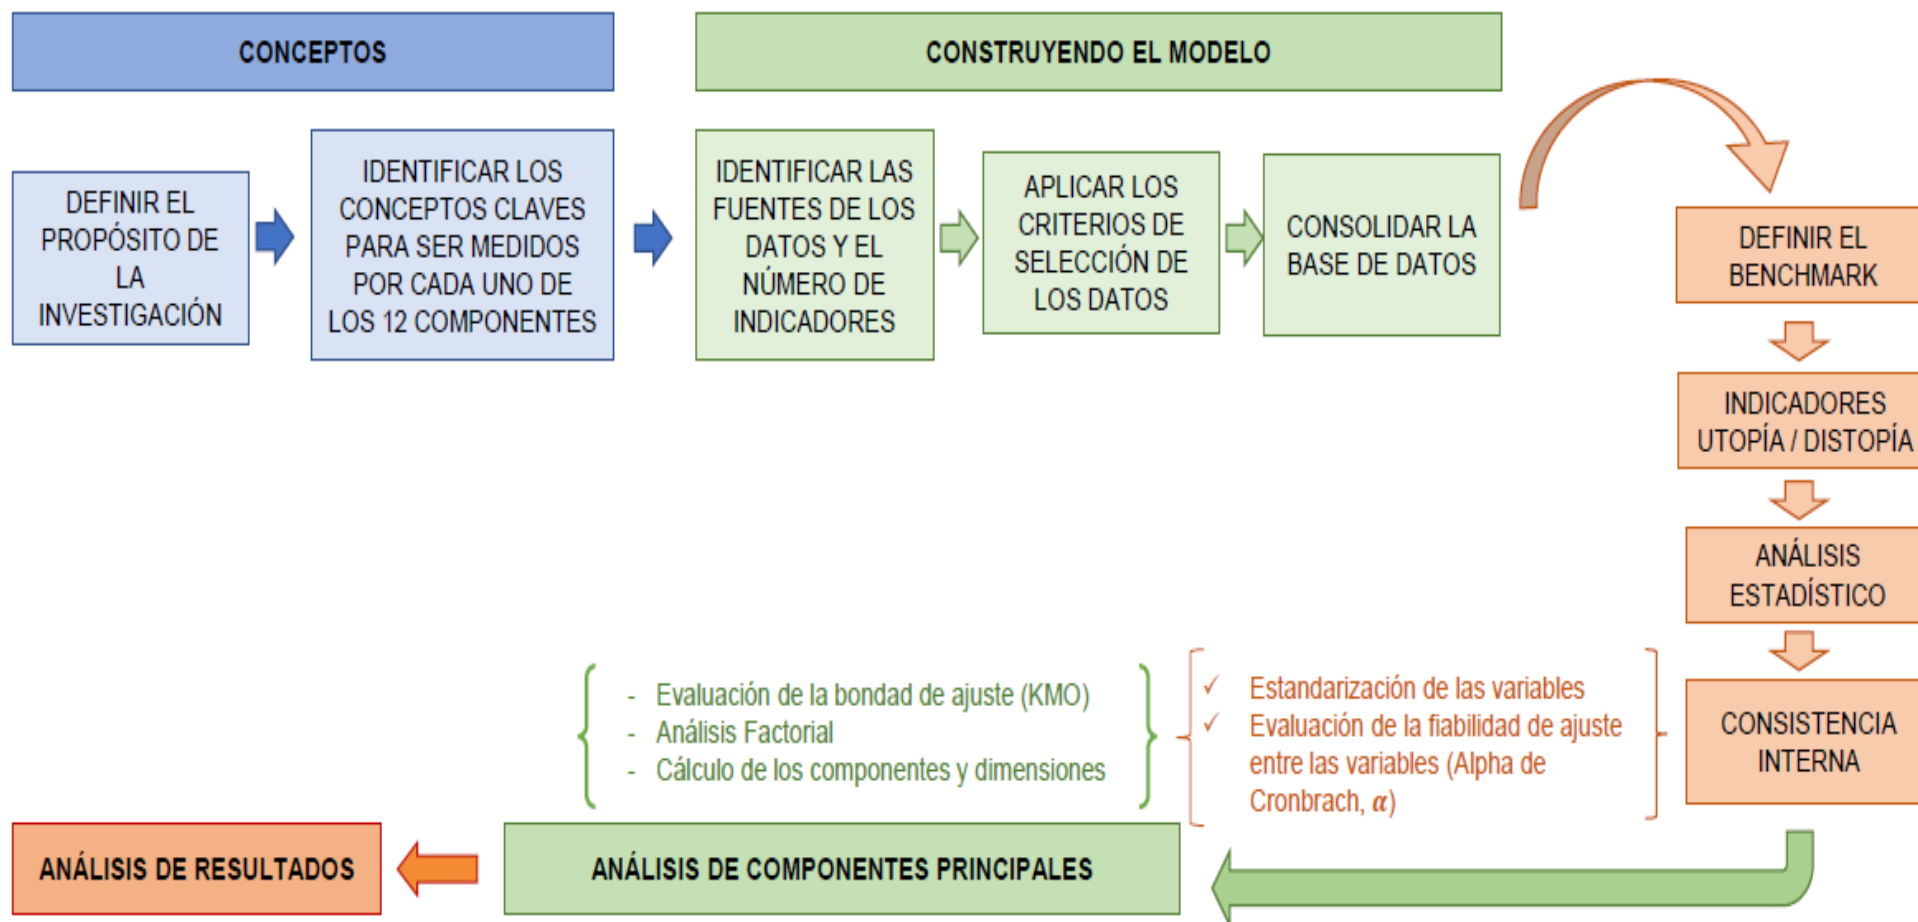 CONCEPTOS
CONSTRUYENDO EL MODELO
DEFINIR EL
PROPÓSITO DE
LA
INVESTIGACIÓN
IDENTIFICAR LOS
CONCEPTOS CLAVES
PARA SER MEDIDOS
POR CADA UNO DE
LOS 12 COMPONENTES
IDENTIFICAR LAS
FUENTES DE LOS
DATOS Y EL
NÚMERO DE
INDICADORES
APLICAR LOS
CRITERIOS DE
SELECCIÓN DE
LOS DATOS
CONSOLIDAR LA
BASE DE DATOS
DEFINIR EL
BENCHMARK
INDICADORES
UTOPÍA / DISTOPÍA
ANÁLISIS
ESTADÍSTICO
CONSISTENCIA
INTERNA
✓ Estandarización de las variables
✓ Evaluación de la fiabilidad de ajuste
entre las variables (Alpha de
Cronbrach, α)
- Evaluación de la bondad de ajuste (KMO)
- Análisis Factorial
- Cálculo de los componentes y dimensiones
ANÁLISIS DE COMPONENTES PRINCIPALES
ANÁLISIS DE RESULTADOS